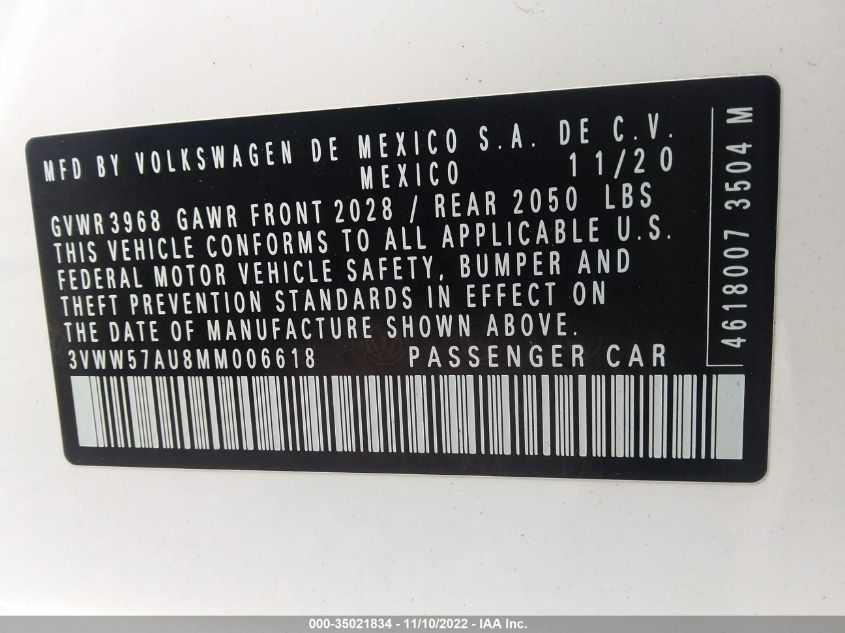 MFD BY VOLKSWAGEN DE MEXICO S.A. DE C.V.
MEXICO 11/20
GVWR 3968 GAWR FRONT 2028 / REAR 2050 LBS
THIS VEHICLE CONFORMS TO ALL APPLICABLE U.S.
FEDERAL MOTOR VEHICLE SAFETY, BUMPER AND
THEFT PREVENTION STANDARDS IN EFFECT ON
THE DATE OF MANUFACTURE SHOWN ABOVE.
3VWW57AU8MM006618 PASSENGER CAR
4618007 3504 M
000-35021834 - 11/10/2022 - IAA Inc.